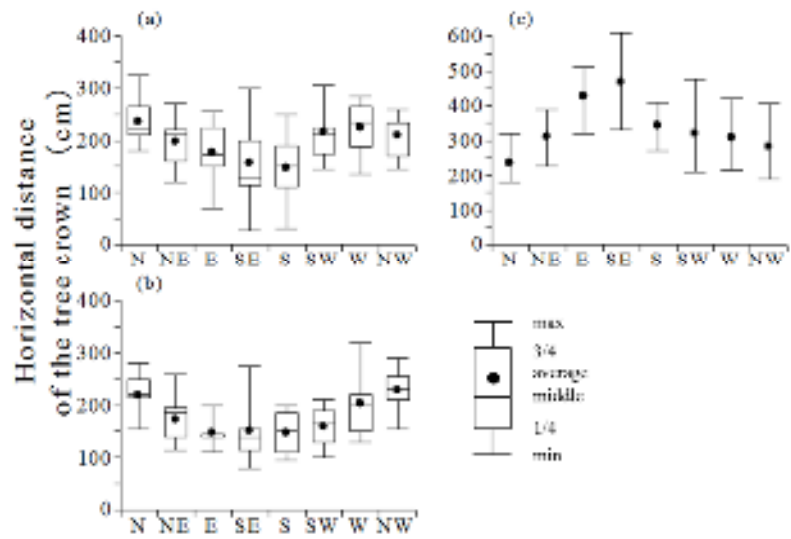 (a)
400
300
200
100
0
N NE E SE S SW W NW
(c)
600
500
400
300
200
100
0
N NE E SE S SW W NW
Horizontal distance
of the tree crown (cm)
(b)
400
300
200
100
0
N NE E SE S SW W NW
max
3/4
average
middle
1/4
min